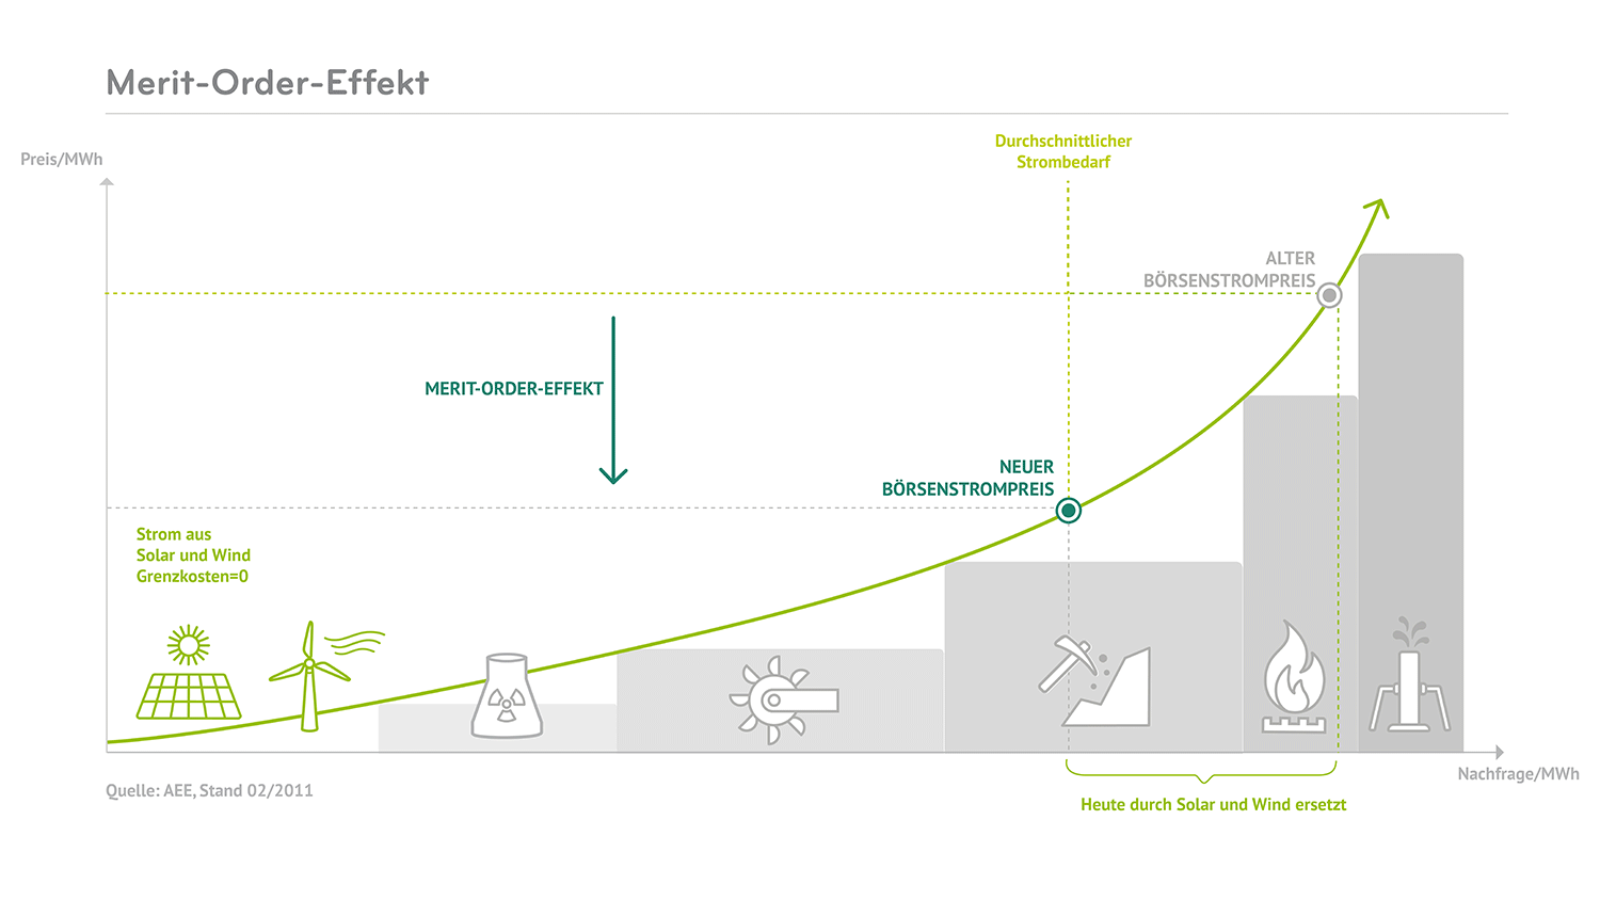 Merit-Order-Effekt
Preis/MWh
Durchschnittlicher
Strombedarf
ALTER
BÖRSENSTROMPREIS
MERIT-ORDER-EFFEKT
NEUER
BÖRSENSTROMPREIS
Strom aus
Solar und Wind
Grenzkosten=0
Nachfrage/MWh
Quelle: AEE, Stand 02/2011
Heute durch Solar und Wind ersetzt